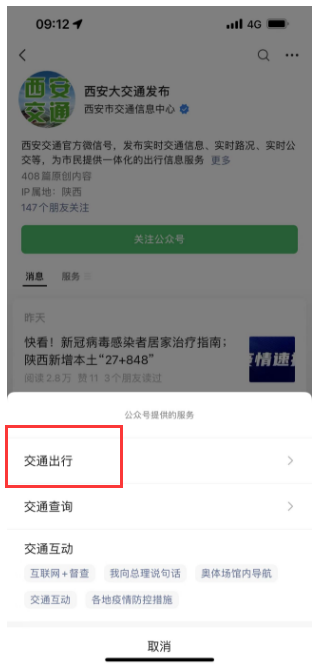 09:12
4G
西安
交通
西安大交通发布
西安市交通信息中心
西安交通官方微信号，发布实时交通信息、实时路况、实时公
交等，为市民提供一体化的出行信息服务 更多
408篇原创内容
IP属地：陕西
147个朋友关注
关注公众号
消息 服务
昨天
快看！新冠病毒感染者居家治疗指南；
陕西新增本土“27+848”
阅读2.8万 赞11 3个朋友读过
情速
公众号提供的服务
交通出行
交通查询
交通互动
互联网+督查 我向总理说句话 奥体场馆内导航
交通互动 各地疫情防控措施
取消